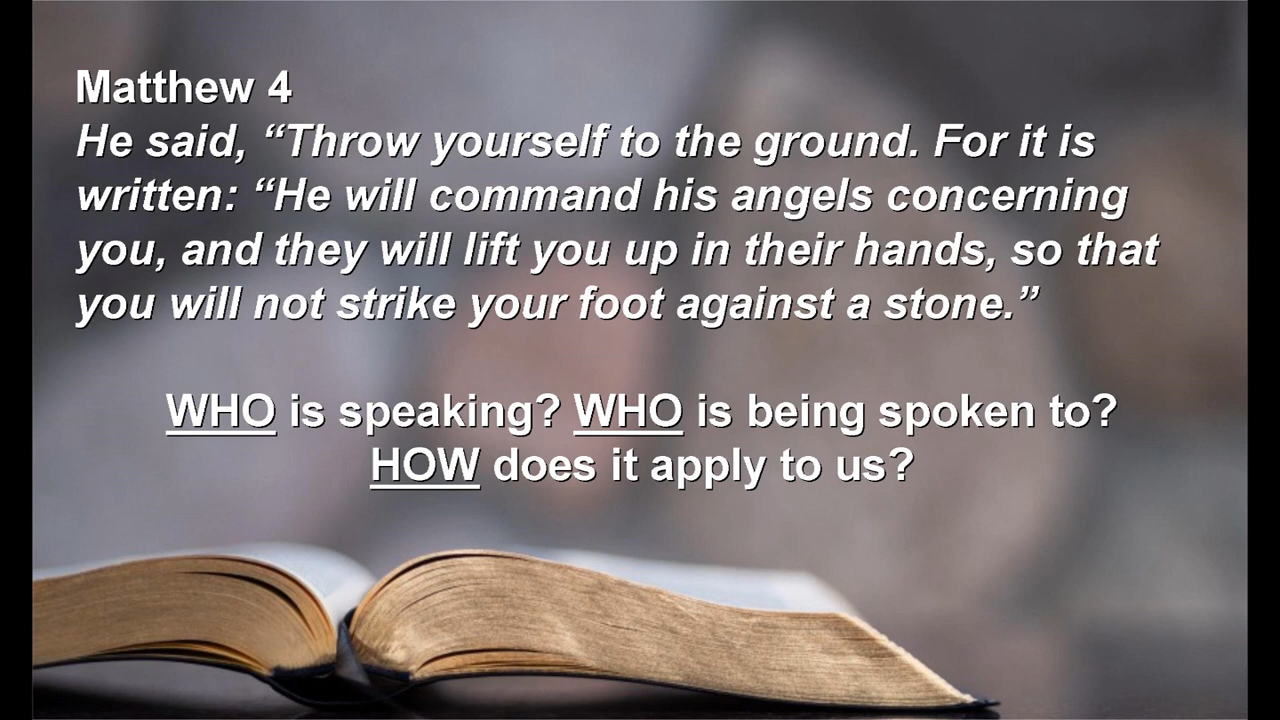 Matthew 4
He said, “Throw yourself to the ground. For it is
written: “He will command his angels concerning
you, and they will lift you up in their hands, so that
you will not strike your foot against a stone.”
WHO is speaking? WHO is being spoken to?
HOW does it apply to us?